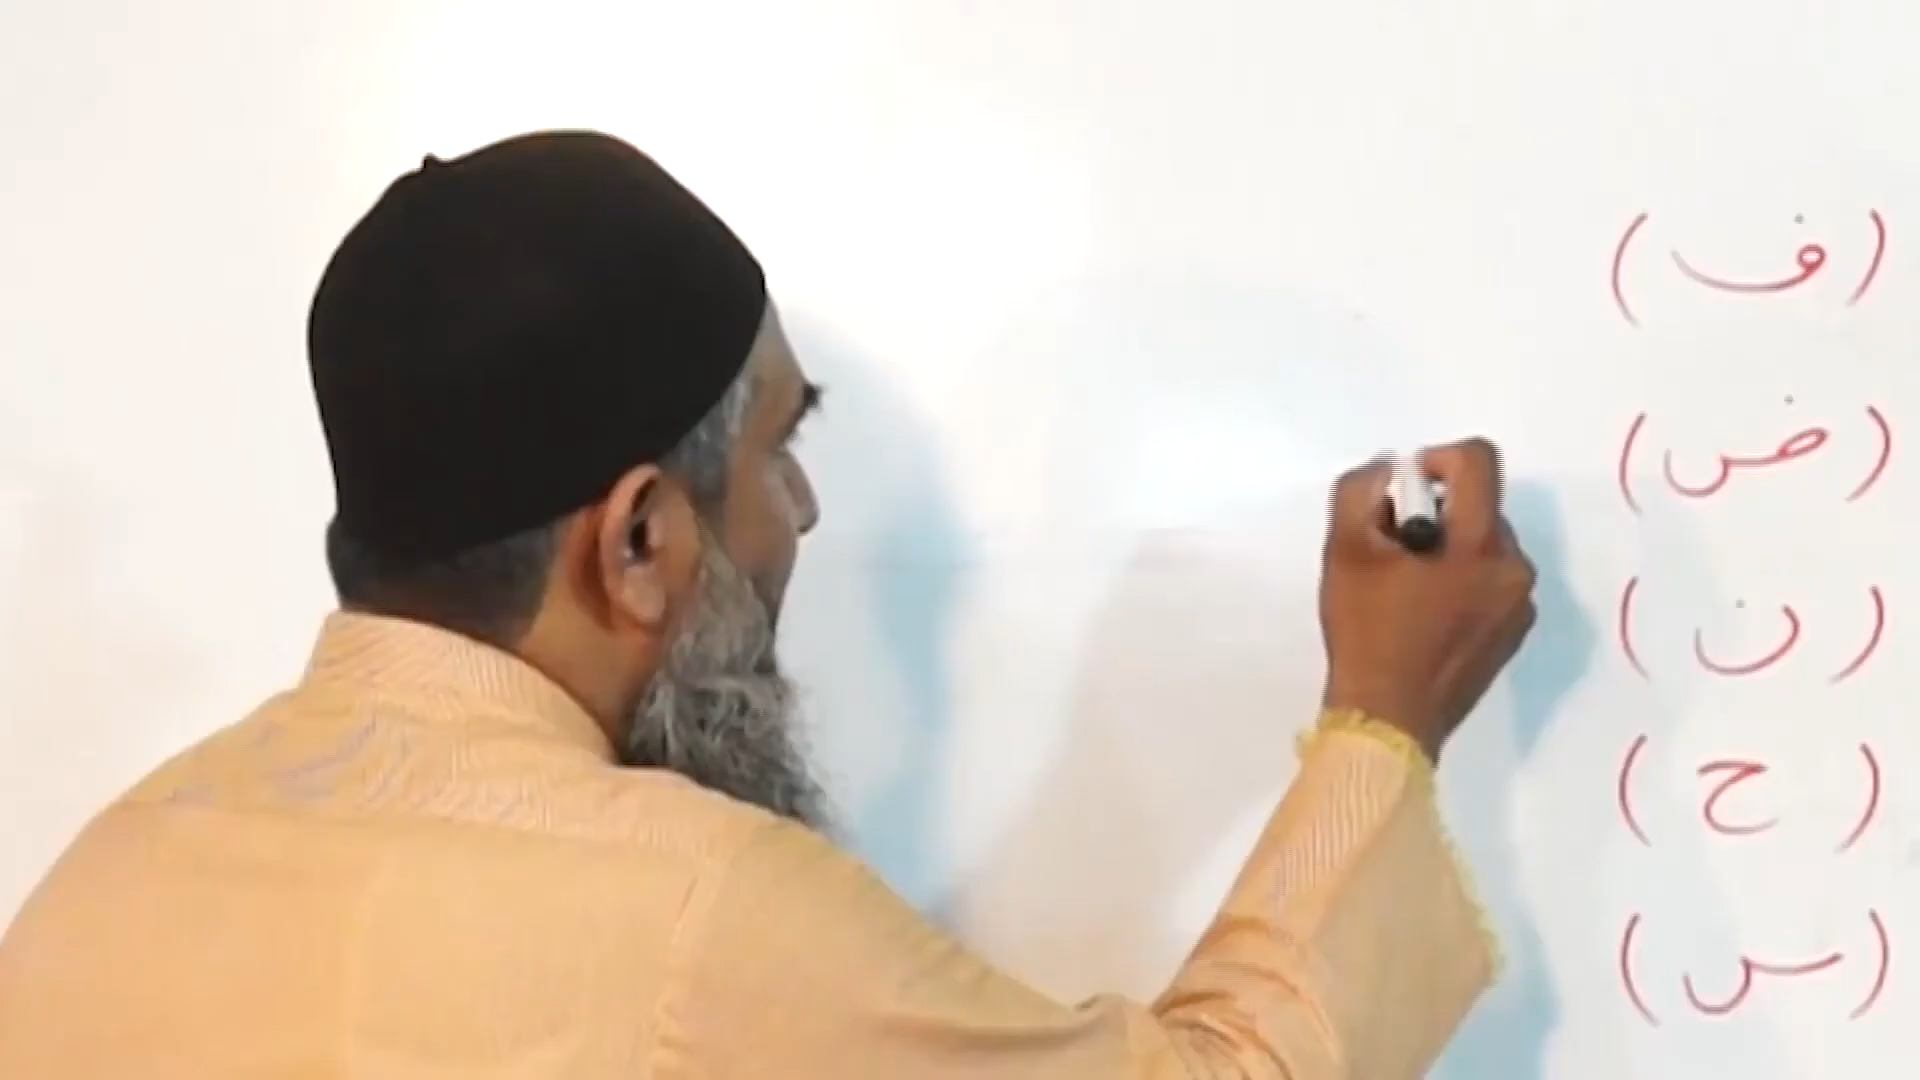 ( ف )
( ض )
( ن )
( ح )
( س )